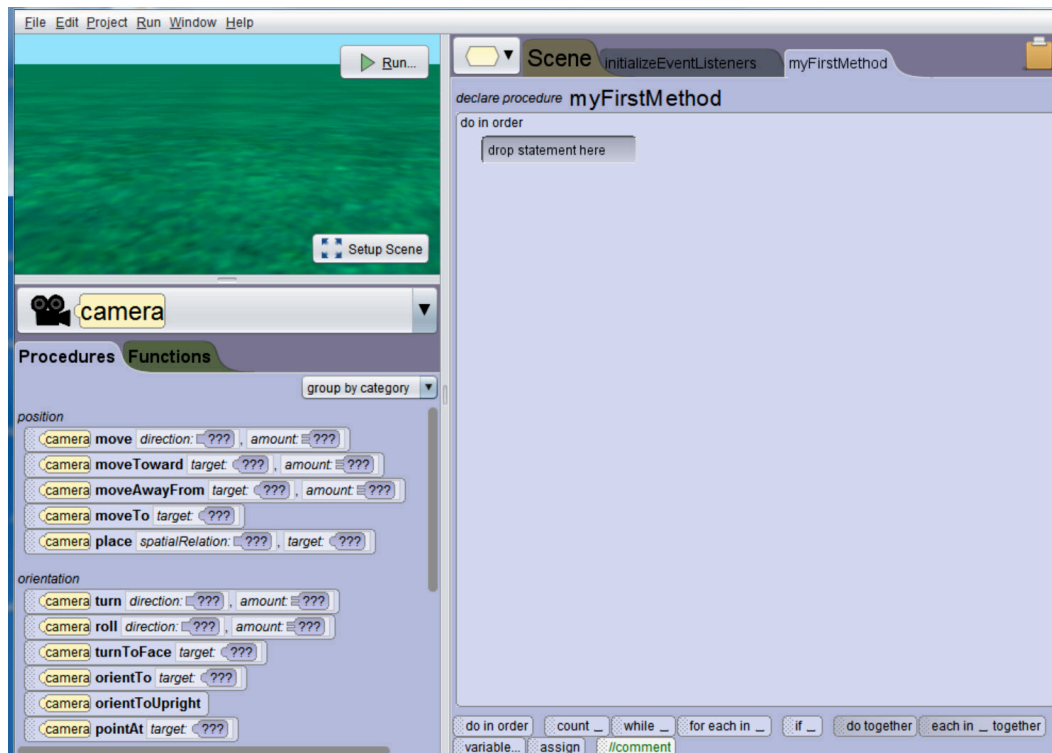 File Edit Project Run Window Help
Run...
Setup Scene
camera
Procedures Functions
group by category
position
camera move direction: ??? , amount: ???
camera moveToward target: ??? , amount: ???
camera moveAwayFrom target: ??? , amount: ???
camera moveTo target: ???
camera place spatialRelation: ??? , target: ???
orientation
camera turn direction: ??? , amount: ???
camera roll direction: ??? , amount: ???
camera turnToFace target: ???
camera orientTo target: ???
camera orientToUpright
camera pointAt target: ???
Scene initializeEventListeners myFirstMethod
declare procedure myFirstMethod
do in order
drop statement here
do in order count _ while _ for each in _ if _ do together each in _ together
variable... assign //comment